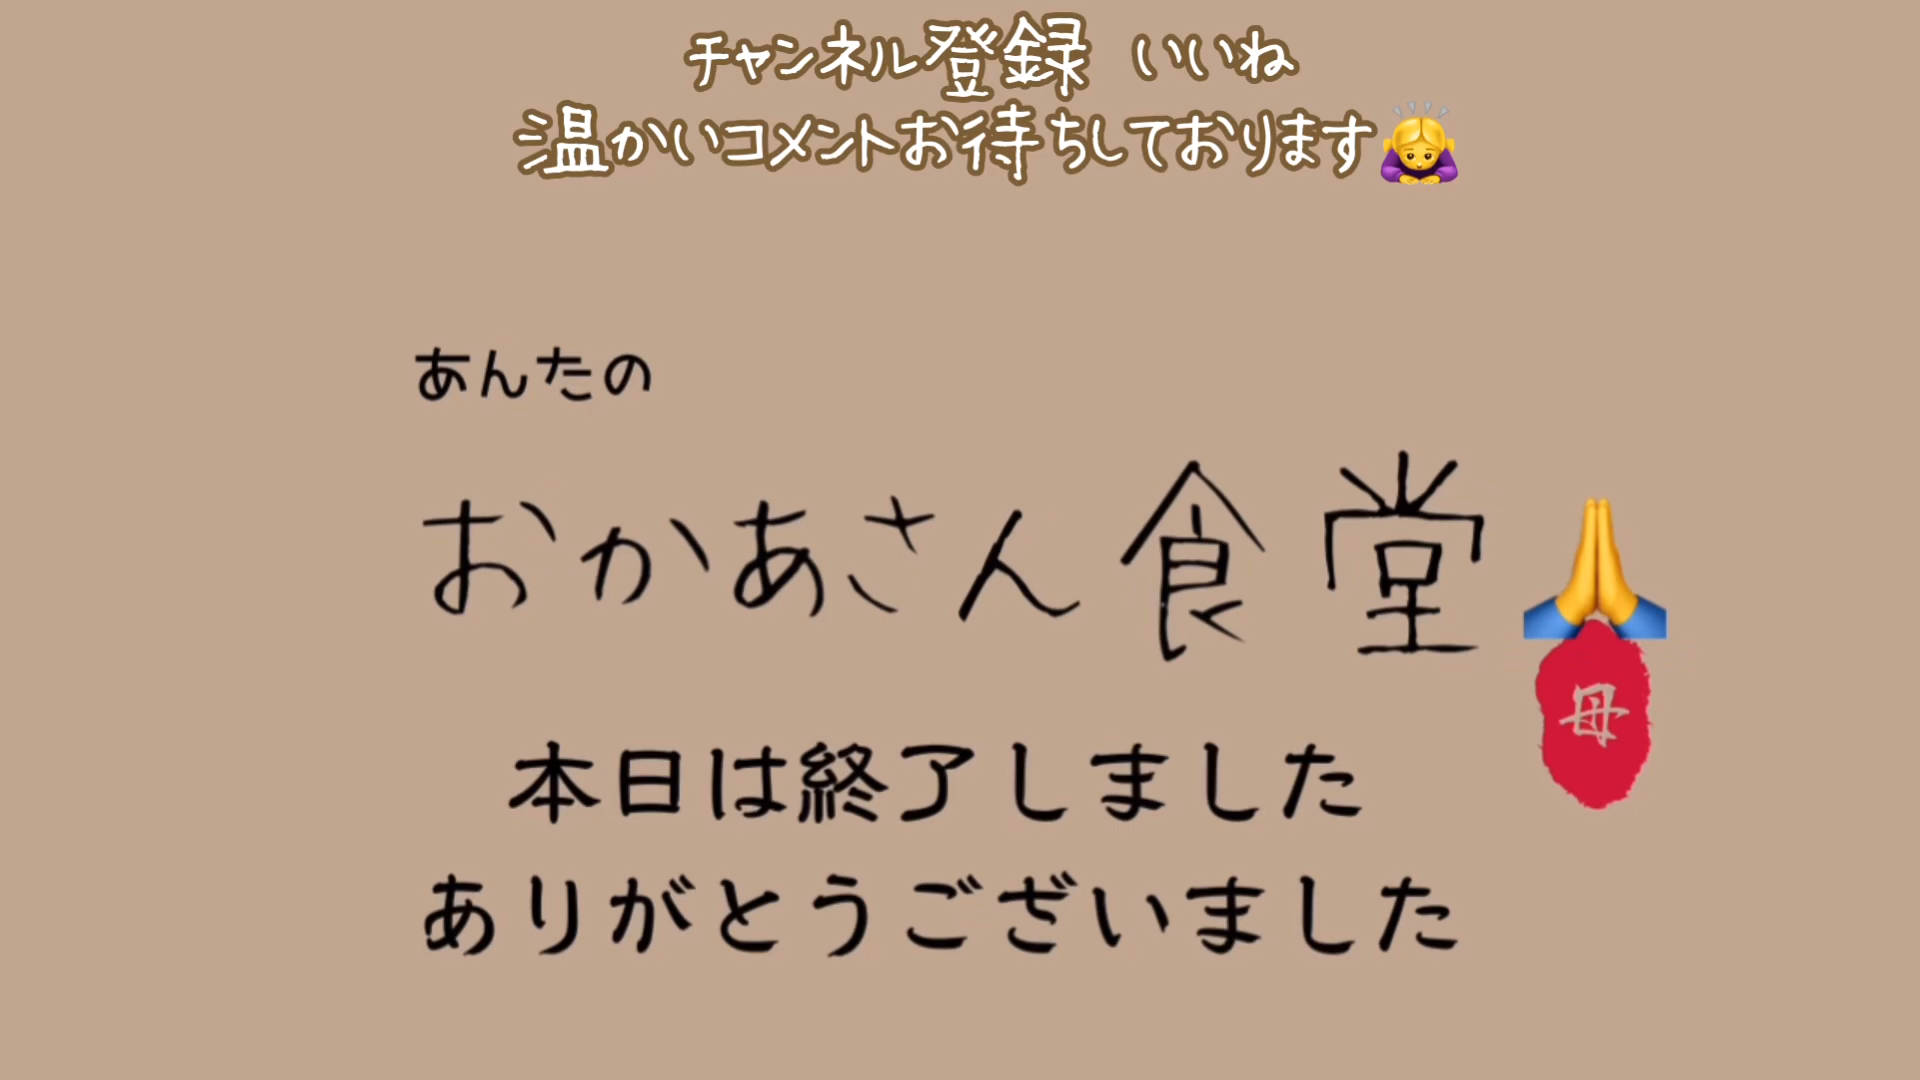 チャンネル登録 いいね
温かいコメントお待ちしております🙇‍♀️
あんたの
おかあさん食堂🙏
母
本日は終了しました
ありがとうございました